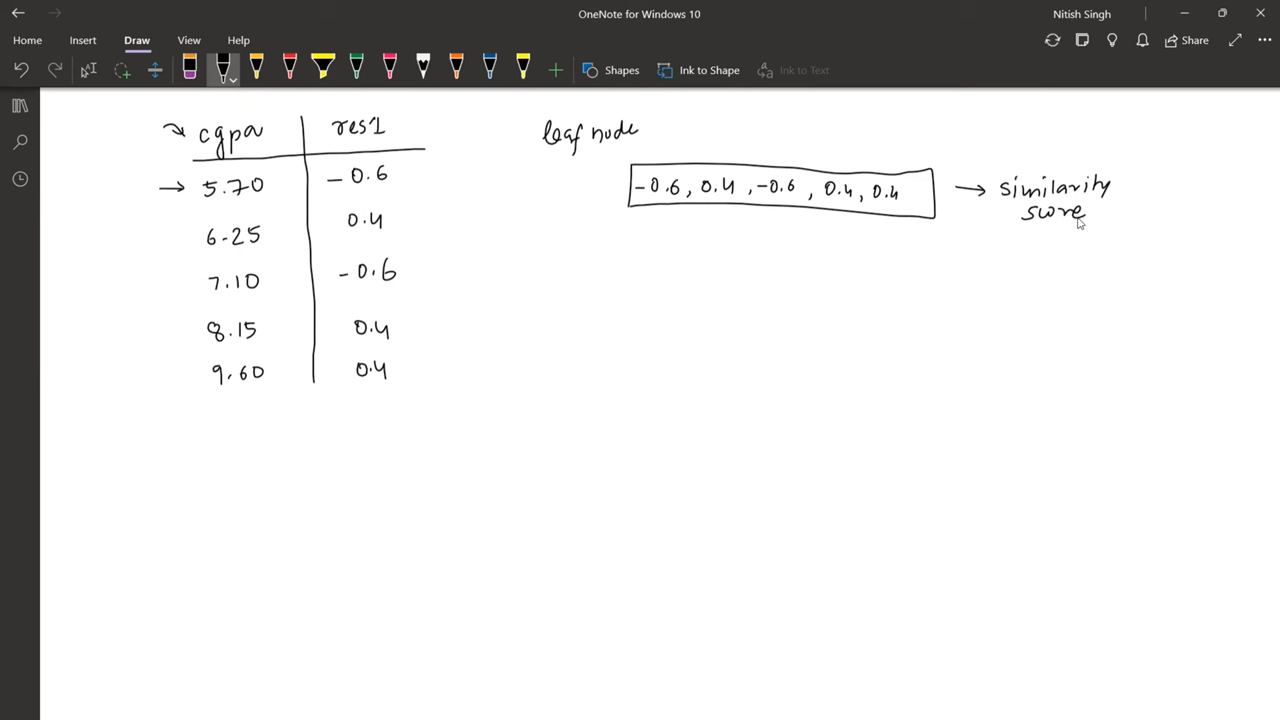 OneNote for Windows 10
Nitish Singh
Home Insert Draw View Help
Share
Shapes Ink to Shape Ink to Text
cgpa res1
5.70 -0.6
6.25 0.4
7.10 -0.6
8.15 0.4
9.60 0.4
leaf node
-0.6, 0.4, -0.6, 0.4, 0.4 → similarity
score